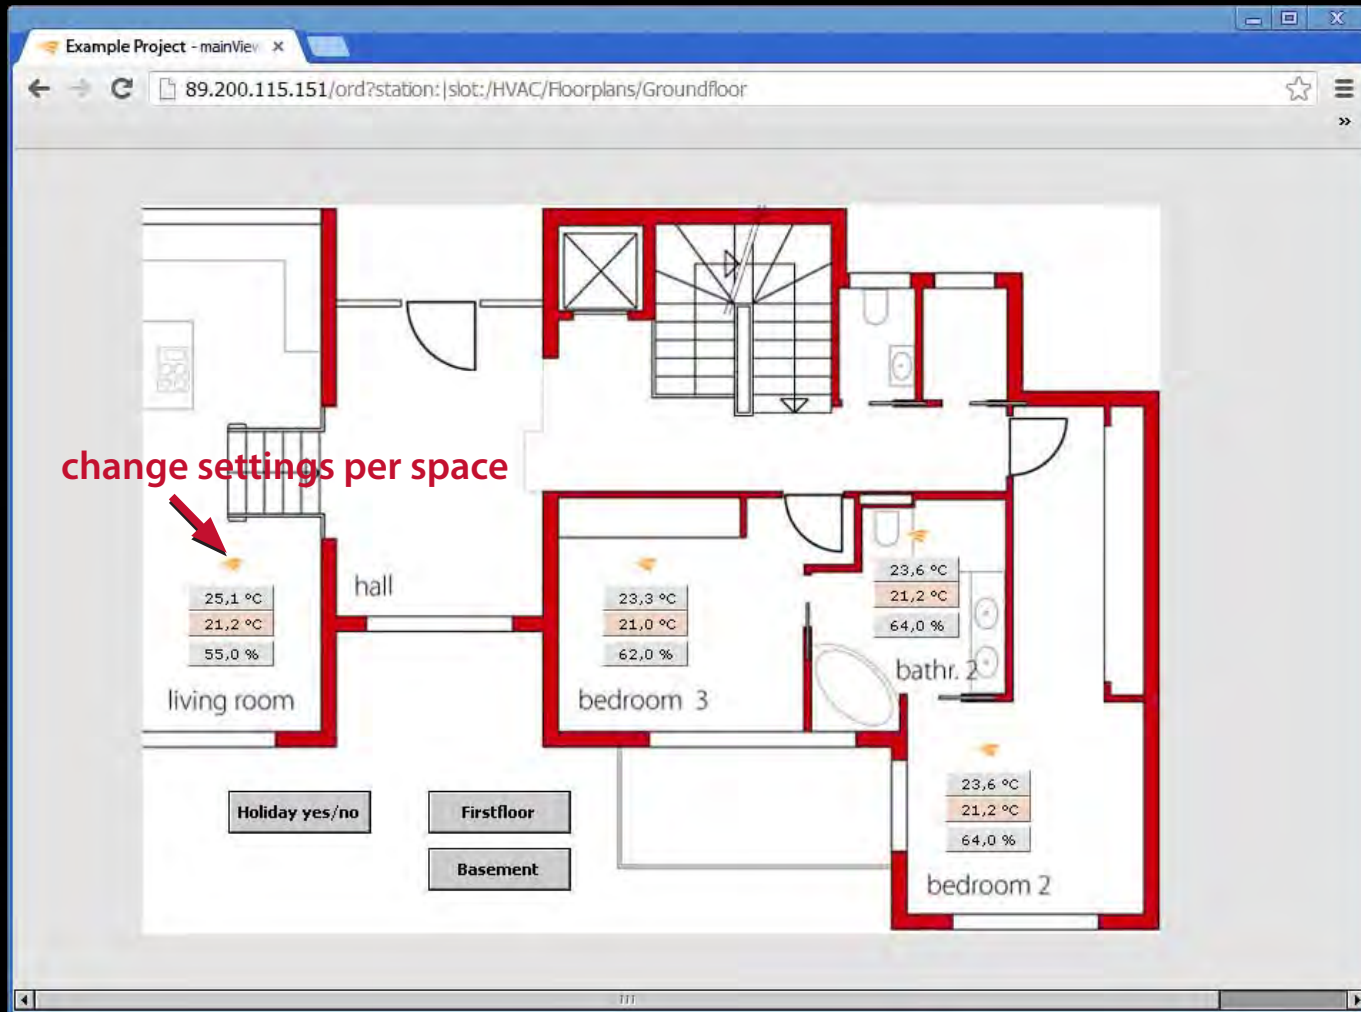 Example Project - mainView
89.200.115.151/ord?station:|slot:/HVAC/Floorplans/Groundfloor
change settings per space
hall
25,1 °C
21,2 °C
55,0 %
living room
23,3 °C
21,0 °C
62,0 %
bedroom 3
23,6 °C
21,2 °C
64,0 %
bathr. 2
23,6 °C
21,2 °C
64,0 %
bedroom 2
Holiday yes/no
Firstfloor
Basement